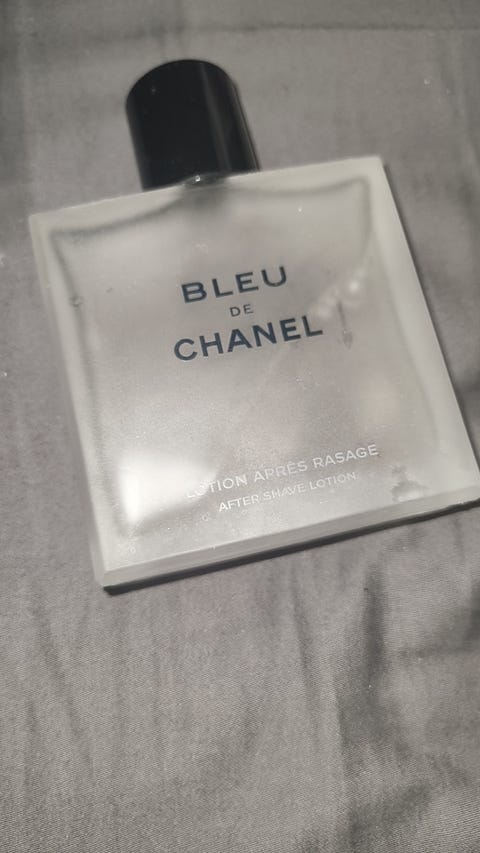 BLEU
DE
CHANEL
LOTION APRÈS RASAGE
AFTER SHAVE LOTION